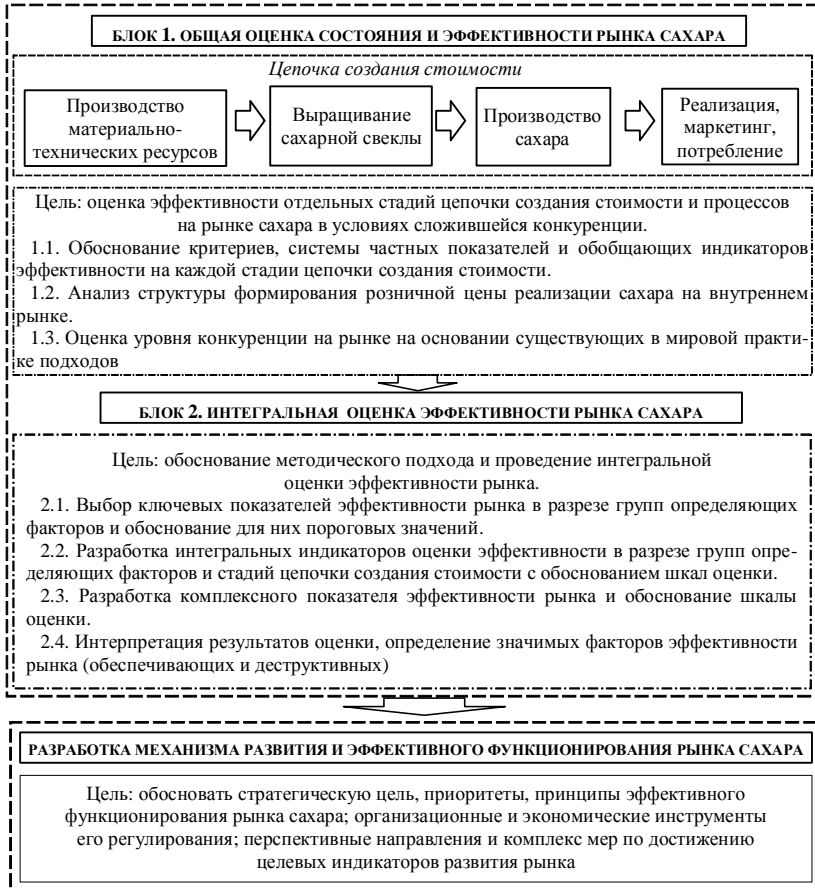 БЛОК 1. ОБЩАЯ ОЦЕНКА СОСТОЯНИЯ И ЭФФЕКТИВНОСТИ РЫНКА САХАРА
Цепочка создания стоимости
Производство
материально-
технических ресурсов
Выращивание
сахарной свеклы
Производство
сахара
Реализация,
маркетинг,
потребление
Цель: оценка эффективности отдельных стадий цепочки создания стоимости и процессов
на рынке сахара в условиях сложившейся конкуренции.
1.1. Обоснование критериев, системы частных показателей и обобщающих индикаторов
эффективности на каждой стадии цепочки создания стоимости.
1.2. Анализ структуры формирования розничной цены реализации сахара на внутреннем
рынке.
1.3. Оценка уровня конкуренции на рынке на основании существующих в мировой практи-
ке подходов
БЛОК 2. ИНТЕГРАЛЬНАЯ ОЦЕНКА ЭФФЕКТИВНОСТИ РЫНКА САХАРА
Цель: обоснование методического подхода и проведение интегральной
оценки эффективности рынка.
2.1. Выбор ключевых показателей эффективности рынка в разрезе групп определяющих
факторов и обоснование для них пороговых значений.
2.2. Разработка интегральных индикаторов оценки эффективности в разрезе групп опре-
деляющих факторов и стадий цепочки создания стоимости с обоснованием шкал оценки.
2.3. Разработка комплексного показателя эффективности рынка и обоснование шкалы
оценки.
2.4. Интерпретация результатов оценки, определение значимых факторов эффективности
рынка (обеспечивающих и деструктивных)
РАЗРАБОТКА МЕХАНИЗМА РАЗВИТИЯ И ЭФФЕКТИВНОГО ФУНКЦИОНИРОВАНИЯ РЫНКА САХАРА
Цель: обосновать стратегическую цель, приоритеты, принципы эффективного
функционирования рынка сахара; организационные и экономические инструменты
его регулирования; перспективные направления и комплекс мер по достижению
целевых индикаторов развития рынка